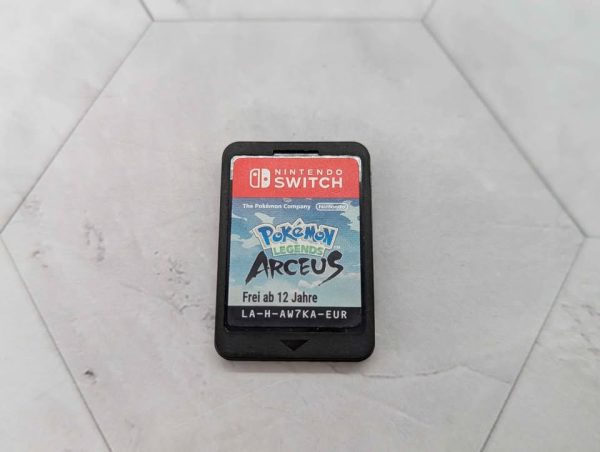 NINTENDO
SWITCH
The Pokémon Company Nintendo
POKéMON
LEGENDS
ARCEUS
Frei ab 12 Jahre
LA-H-AW7KA-EUR